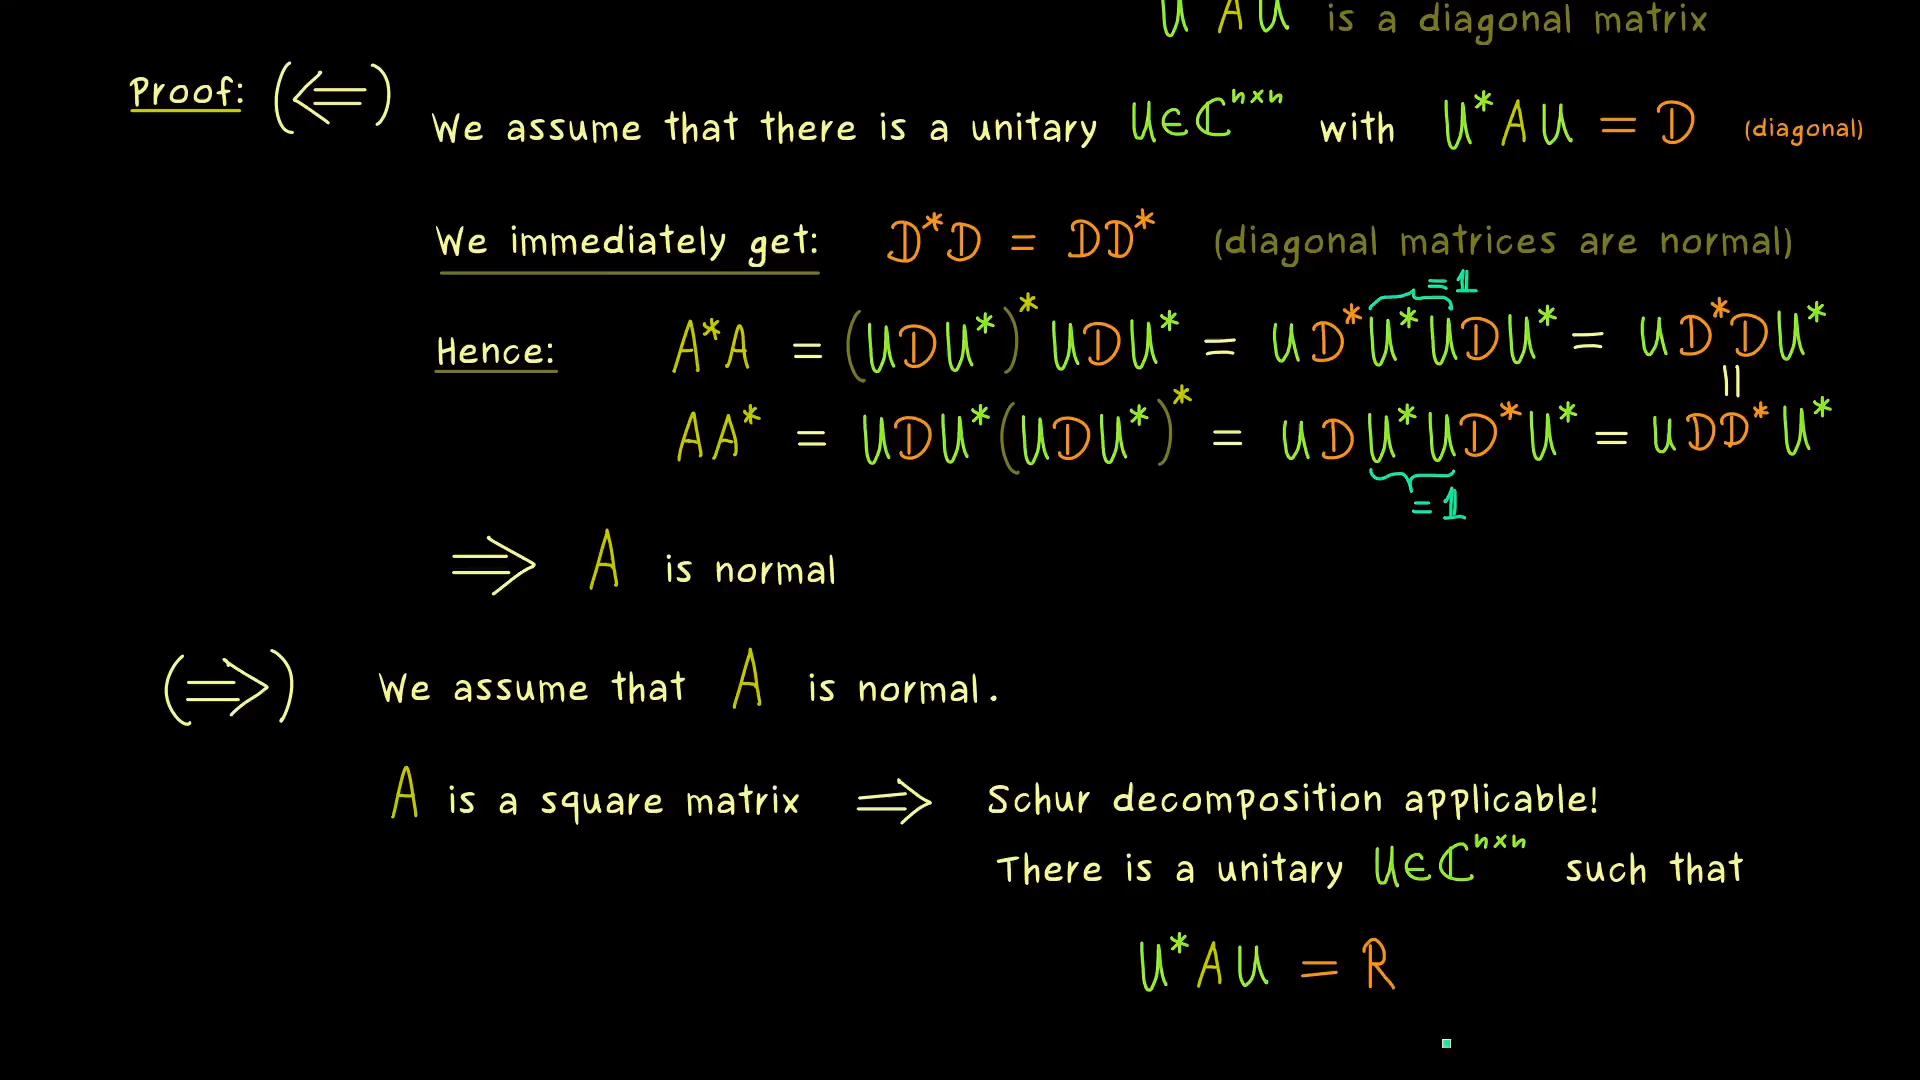 U A U is a diagonal matrix
Proof: (⇐) We assume that there is a unitary U∈ℂⁿˣⁿ with U*AU = D (diagonal)
We immediately get: D*D = DD* (diagonal matrices are normal)
= 𝟙
Hence: A*A = (UDU*)* UDU* = UD*U*UDU* = UD*DU*
||
AA* = UDU*(UDU*)* = UDU*UD*U* = UDD*U*
= 𝟙
⇒ A is normal
(⇒) We assume that A is normal.
A is a square matrix ⇒ Schur decomposition applicable!
There is a unitary U∈ℂⁿˣⁿ such that
U*AU = R